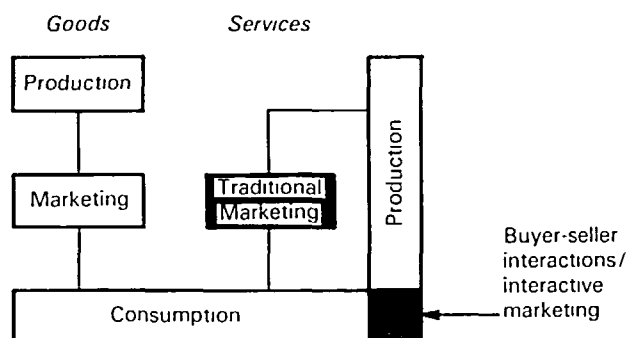 Goods
Services
Production
Marketing
Traditional
Marketing
Production
Consumption
Buyer-seller
interactions/
interactive
marketing